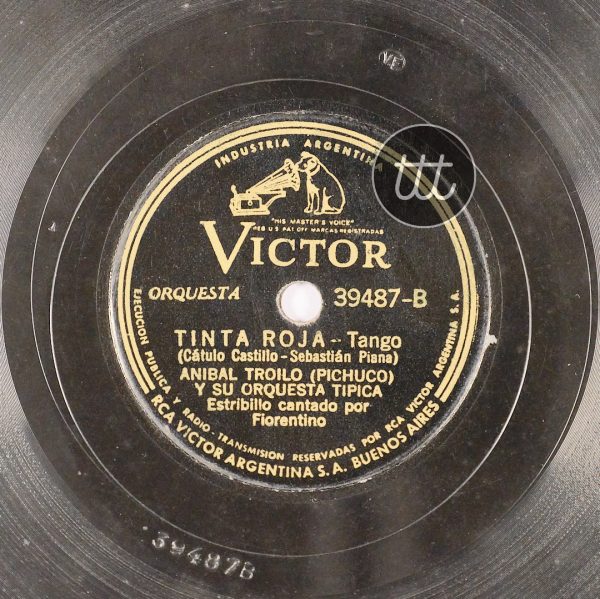 INDUSTRIA ARGENTINA
ttt
"HIS MASTER'S VOICE"
REG U S PAT OFF MARCAS REGISTRADAS
VICTOR
ORQUESTA 39487-B
TINTA ROJA - Tango
(Cátulo Castillo - Sebastián Piana)
ANIBAL TROILO (PICHUCO)
Y SU ORQUESTA TIPICA
Estribillo cantado por
Fiorentino
EJECUCION PUBLICA Y RADIO-TRANSMISION RESERVADAS POR RCA VICTOR ARGENTINA S. A.
RCA VICTOR ARGENTINA S. A. BUENOS AIRES
39487B